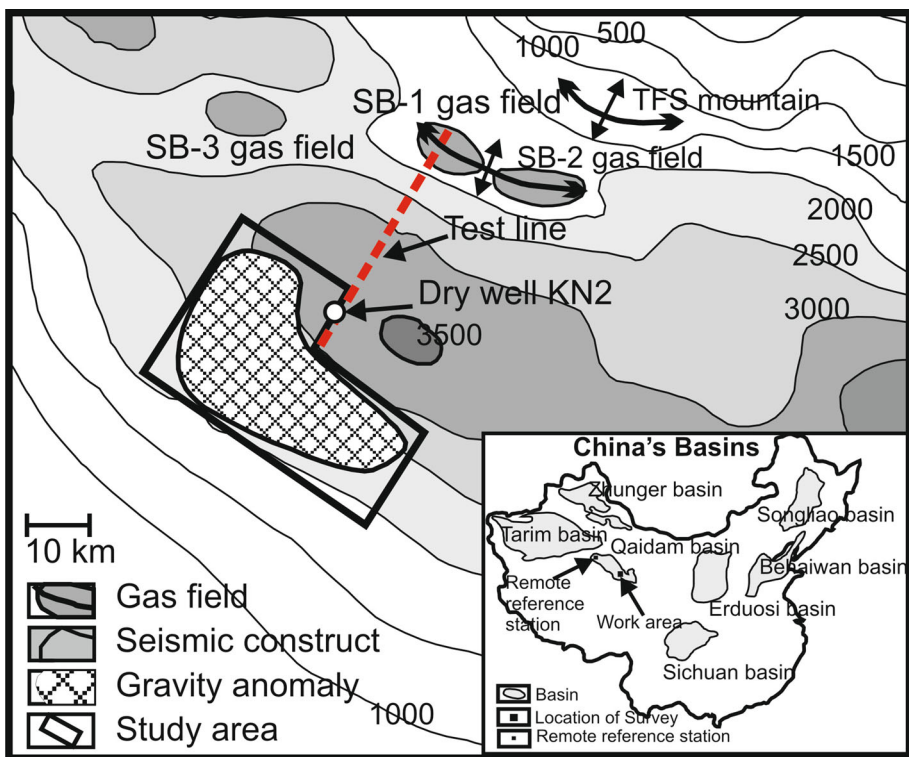 500
1000
SB-1 gas field
TFS mountain
SB-3 gas field
SB-2 gas field
1500
2000
Test line
2500
Dry well KN2
3000
3500
10 km
Gas field
Seismic construct
Gravity anomaly
Study area
1000
China's Basins
Zhunger basin
Songliao basin
Tarim basin
Qaidam basin
Behaiwan basin
Remote
reference
station
Work area
Erduosi basin
Sichuan basin
Basin
Location of Survey
Remote reference station